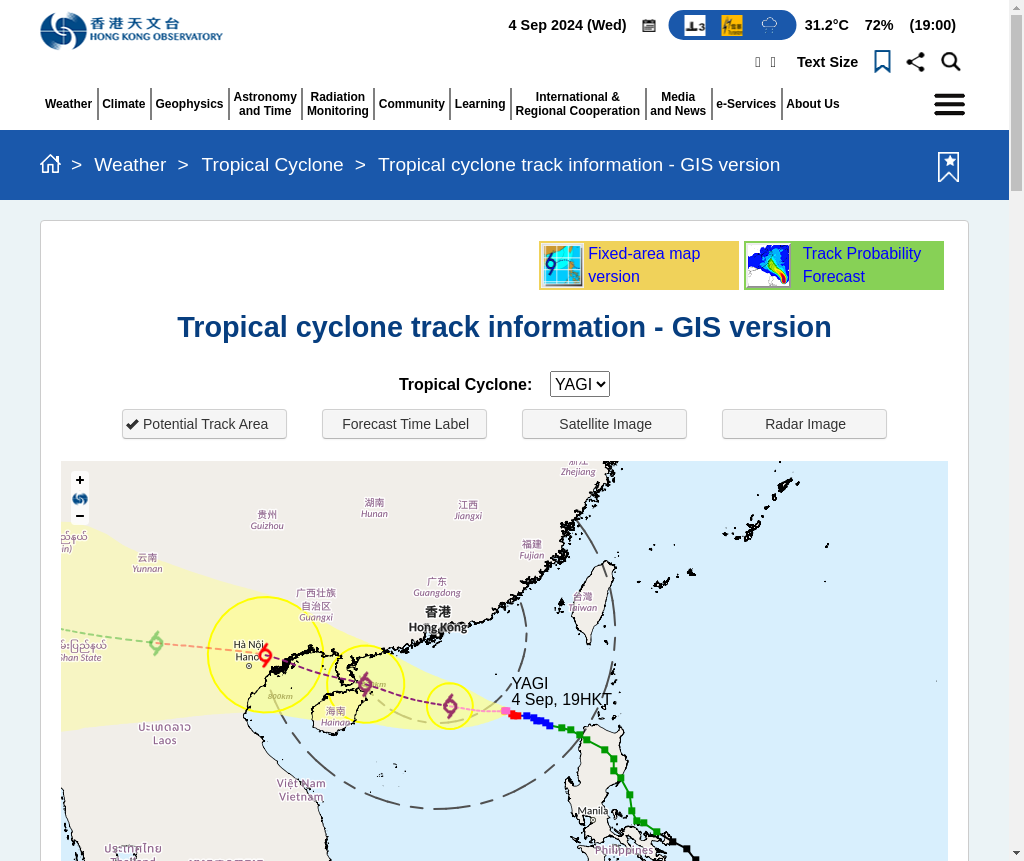 香港天文台
HONG KONG OBSERVATORY
4 Sep 2024 (Wed)
3
31.2°C
72%
(19:00)
Text Size
Weather
Climate
Geophysics
Astronomy
and Time
Radiation
Monitoring
Community
Learning
International &
Regional Cooperation
Media
and News
e-Services
About Us
> Weather > Tropical Cyclone > Tropical cyclone track information - GIS version
Fixed-area map
version
Track Probability
Forecast
Tropical cyclone track information - GIS version
Tropical Cyclone:
YAGI
Potential Track Area
Forecast Time Label
Satellite Image
Radar Image
+
−
浙江
Zhejiang
湖南
Hunan
江西
Jiangxi
贵州
Guizhou
福建
Fujian
云南
Yunnan
广西壮族
自治区
Guangxi
广东
Guangdong
香港
Hong Kong
台灣
Taiwan
Hà Nội
Shan State
800km
海南
Hainan
YAGI
4 Sep, 19HKT
ປະເທດລາວ
Laos
Việt Nam
Vietnam
Manila
ประเทศไทย
Thailand
Philippines